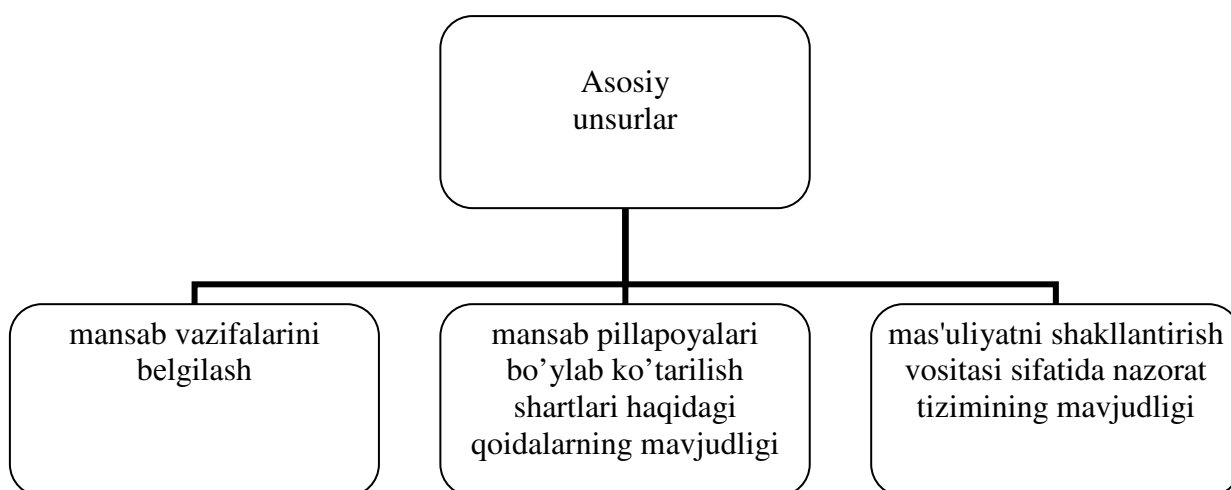 Asosiy
unsurlar
mansab vazifalarini
belgilash
mansab pillapoyalari
bo’ylab ko’tarilish
shartlari haqidagi
qoidalarning mavjudligi
mas'uliyatni shakllantirish
vositasi sifatida nazorat
tizimining mavjudligi